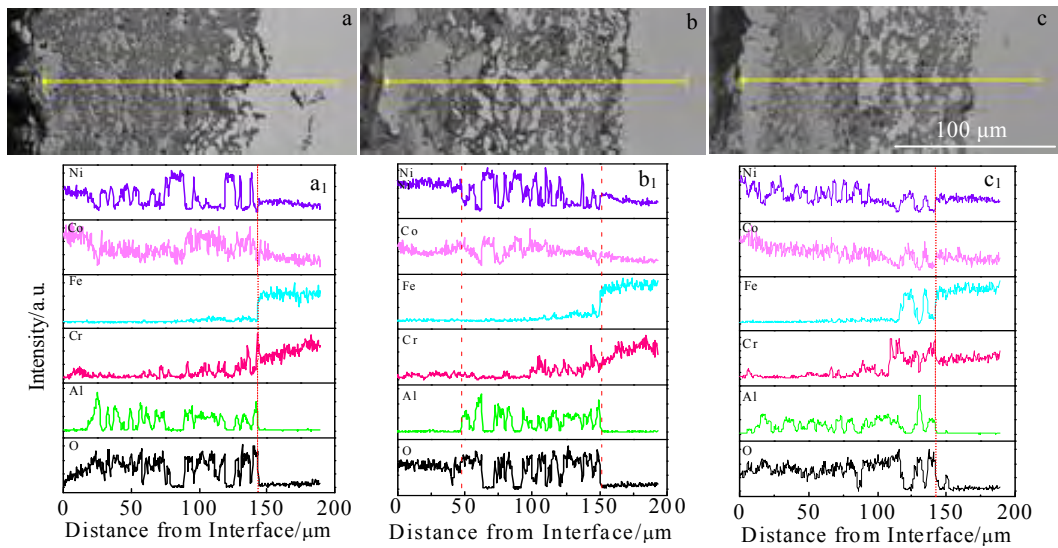 a
b
c
100 μm
Intensity/a.u.
Ni
a1
Co
Fe
Cr
Al
O
0 50 100 150 200
Distance from Interface/μm
Ni
b1
Co
Fe
Cr
Al
O
0 50 100 150 200
Distance from Interface/μm
Ni
c1
Co
Fe
Cr
Al
O
0 50 100 150 200
Distance from Interface/μm